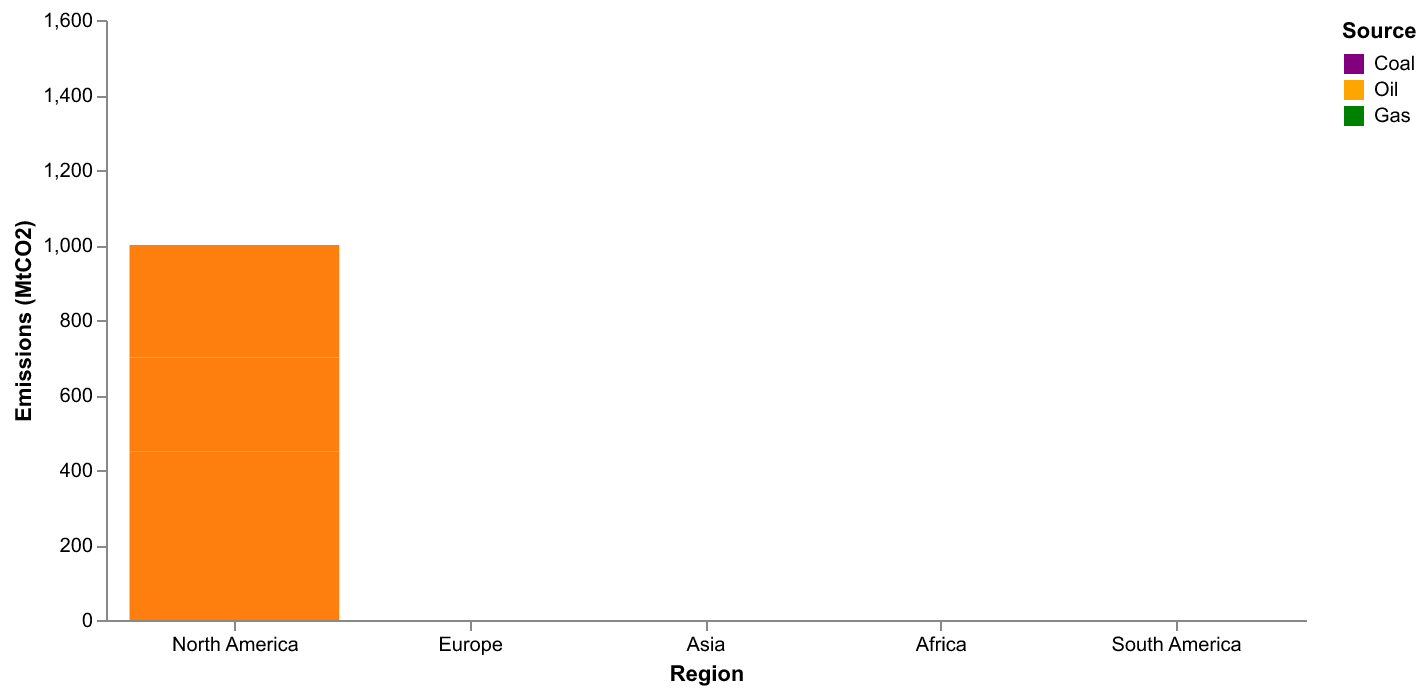 Emissions (MtCO2)
1,600
1,400
1,200
1,000
800
600
400
200
0
North America
Europe
Asia
Africa
South America
Region
Source
Coal
Oil
Gas